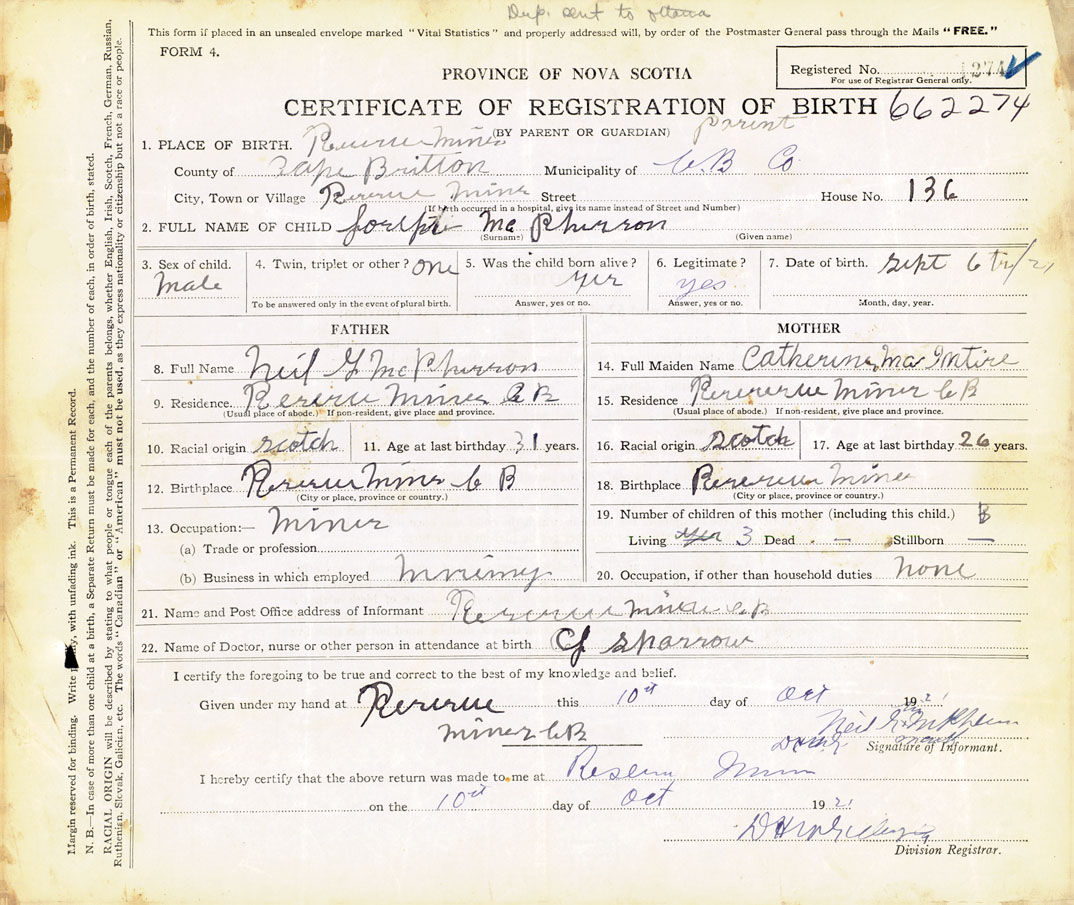 Dup. sent to Ottawa
This form if placed in an unsealed envelope marked "Vital Statistics" and properly addressed will, by order of the Postmaster General pass through the Mails "FREE."
FORM 4.
PROVINCE OF NOVA SCOTIA
Registered No. 274
For use of Registrar General only.
CERTIFICATE OF REGISTRATION OF BIRTH 662274
(BY PARENT OR GUARDIAN) parent
1. PLACE OF BIRTH. Reserve Mines
County of Cape Britton Municipality of C B Co
City, Town or Village Reserve Mines Street House No. 136
(If birth occurred in a hospital, give its name instead of Street and Number)
2. FULL NAME OF CHILD Joseph Mc Pherson
(Surname) (Given name)
3. Sex of child. Male
4. Twin, triplet or other? one
To be answered only in the event of plural birth.
5. Was the child born alive? yes
Answer, yes or no.
6. Legitimate? yes
Answer, yes or no.
7. Date of birth. Sept 6th/21
Month, day, year.
FATHER
8. Full Name Neil G Mc Pherson
9. Residence Reserve Mines C B
(Usual place of abode.) If non-resident, give place and province.
10. Racial origin scotch 11. Age at last birthday 31 years.
12. Birthplace Reserve Mines C B
(City or place, province or country.)
13. Occupation:— Miner
(a) Trade or profession
(b) Business in which employed
MOTHER
14. Full Maiden Name Catherine Mac Intire
15. Residence Rererve Mines C B
(Usual place of abode.) If non-resident, give place and province.
16. Racial origin scotch 17. Age at last birthday 26 years.
18. Birthplace Rererve Mines
(City or place, province or country.)
19. Number of children of this mother (including this child.)
Living 3 Dead — Stillborn —
20. Occupation, if other than household duties none
21. Name and Post Office address of Informant Reserve Mines C B
22. Name of Doctor, nurse or other person in attendance at birth Sparrow
I certify the foregoing to be true and correct to the best of my knowledge and belief.
Given under my hand at Reserve this 10th day of Oct 1921
Mines C B
Neil G
Signature of Informant.
I hereby certify that the above return was made to me at Reserve Mines
on the 10th day of Oct 1921
Division Registrar.
Margin reserved for binding. Write plainly, with unfading ink. This is a Permanent Record.
N. B.—In case of more than one child at a birth, a Separate Return must be made for each, and the number of each, in order of birth, stated.
RACIAL ORIGIN will be described by stating to what people or tongue each of the parents belongs, whether English, Irish, Scotch, French, German, Russian,
Ruthenian, Slovak, Galician, etc. The words "Canadian" or "American" must not be used, as they express nationality or citizenship but not a race or people.